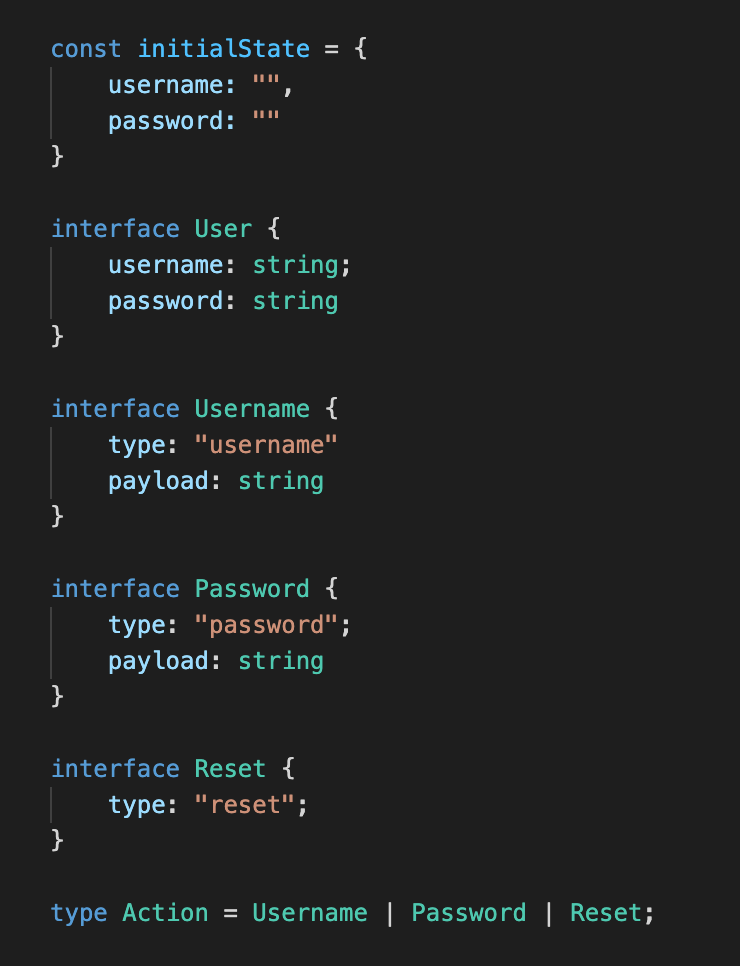 const initialState = {
    username: "",
    password: ""
}

interface User {
    username: string;
    password: string
}

interface Username {
    type: "username"
    payload: string
}

interface Password {
    type: "password";
    payload: string
}

interface Reset {
    type: "reset";
}

type Action = Username | Password | Reset;